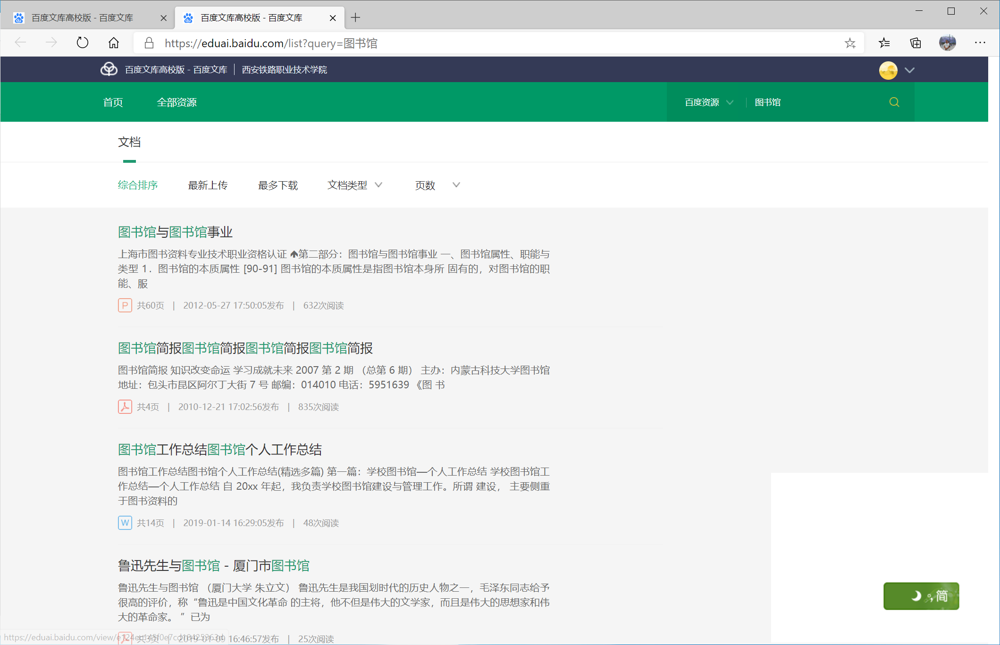 百度文库高校版 - 百度文库
百度文库高校版 - 百度文库
https://eduai.baidu.com/list?query=图书馆
百度文库高校版 - 百度文库 | 西安铁路职业技术学院
首页 全部资源 百度资源 图书馆
文档
综合排序 最新上传 最多下载 文档类型 页数
图书馆与图书馆事业
上海市图书资料专业技术职业资格认证 🡅第二部分：图书馆与图书馆事业 一、图书馆属性、职能与
类型 1．图书馆的本质属性 [90-91] 图书馆的本质属性是指图书馆本身所 固有的，对图书馆的职
能、服
P 共60页 | 2012-05-27 17:50:05发布 | 632次阅读
图书馆简报图书馆简报图书馆简报图书馆简报
图书馆简报 知识改变命运 学习成就未来 2007 第 2 期 （总第 6 期） 主办：内蒙古科技大学图书馆
地址：包头市昆区阿尔丁大街 7 号 邮编：014010 电话：5951639 《图 书
共4页 | 2010-12-21 17:02:56发布 | 835次阅读
图书馆工作总结图书馆个人工作总结
图书馆工作总结图书馆个人工作总结(精选多篇) 第一篇：学校图书馆—个人工作总结 学校图书馆工
作总结—个人工作总结 自 20xx 年起，我负责学校图书馆建设与管理工作。所谓 建设， 主要侧重
于图书资料的
W 共14页 | 2019-01-14 16:29:05发布 | 48次阅读
鲁迅先生与图书馆 - 厦门市图书馆
鲁迅先生与图书馆 （厦门大学 朱立文） 鲁迅先生是我国划时代的历史人物之一，毛泽东同志给予
很高的评价，称“鲁迅是中国文化革命 的主将，他不但是伟大的文学家，而且是伟大的思想家和伟
大的革命家。 ”已为
共3页 | 2019-01-09 16:46:57发布 | 25次阅读
https://eduai.baidu.com/view/
简